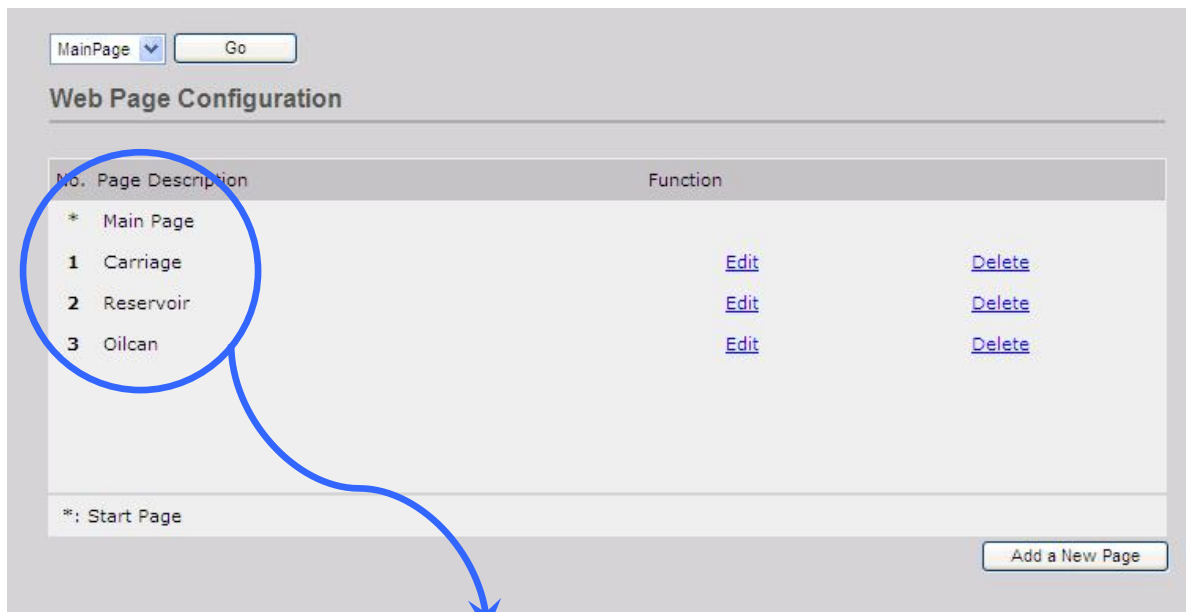 MainPage Go
Web Page Configuration
No. Page Description Function
* Main Page
1 Carriage Edit Delete
2 Reservoir Edit Delete
3 Oilcan Edit Delete
*: Start Page
Add a New Page